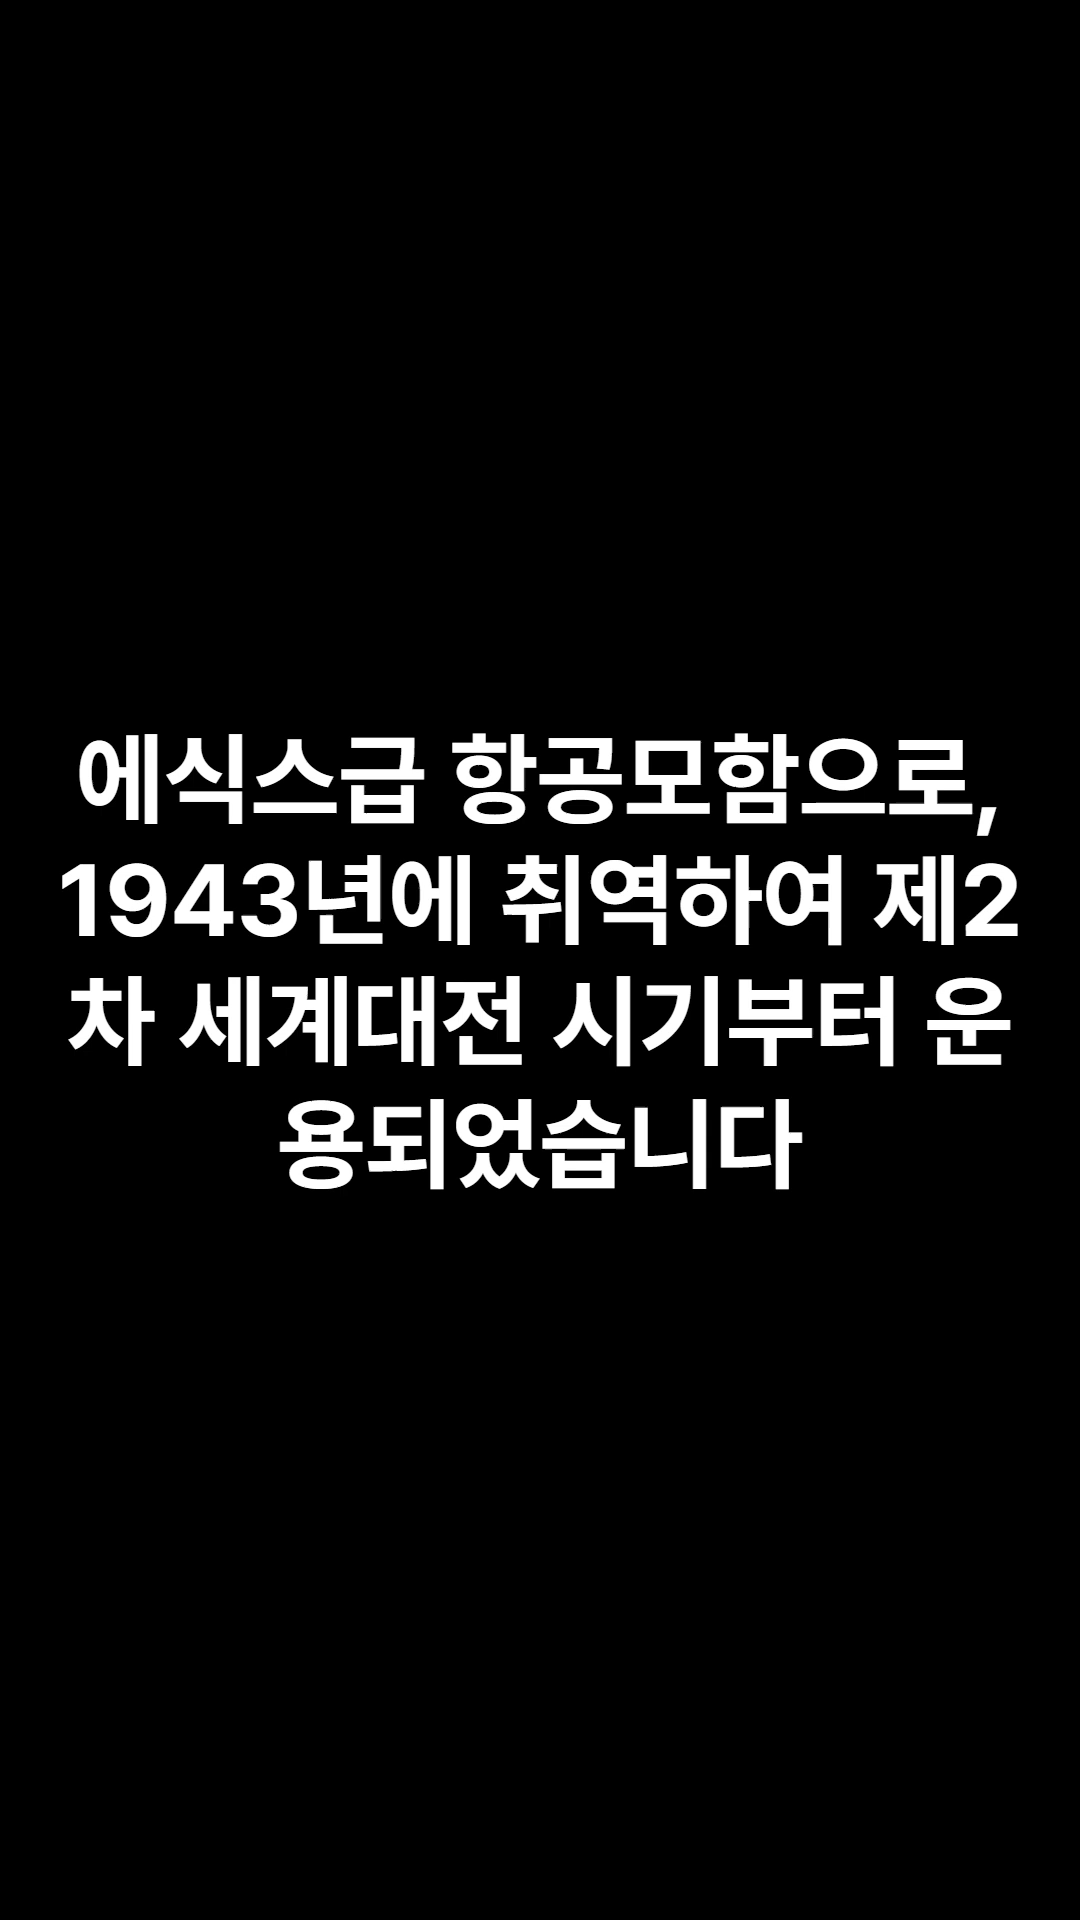 에식스급 항공모함으로,
1943년에 취역하여 제2
차 세계대전 시기부터 운
용되었습니다